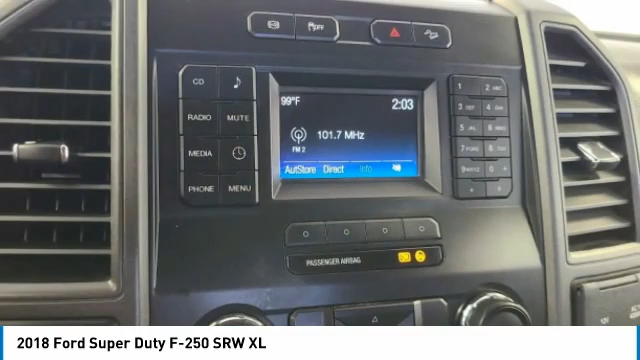 OFF
CD
RADIO MUTE
MEDIA
PHONE MENU
99°F 2:03
101.7 MHz
FM 2
AutStore Direct Info
1 2 ABC
3 DEF 4 GHI
5 JKL 6 MNO
7 PQRS 8 TUV
9 WXYZ 0 +
* #
PASSENGER AIRBAG
2018 Ford Super Duty F-250 SRW XL